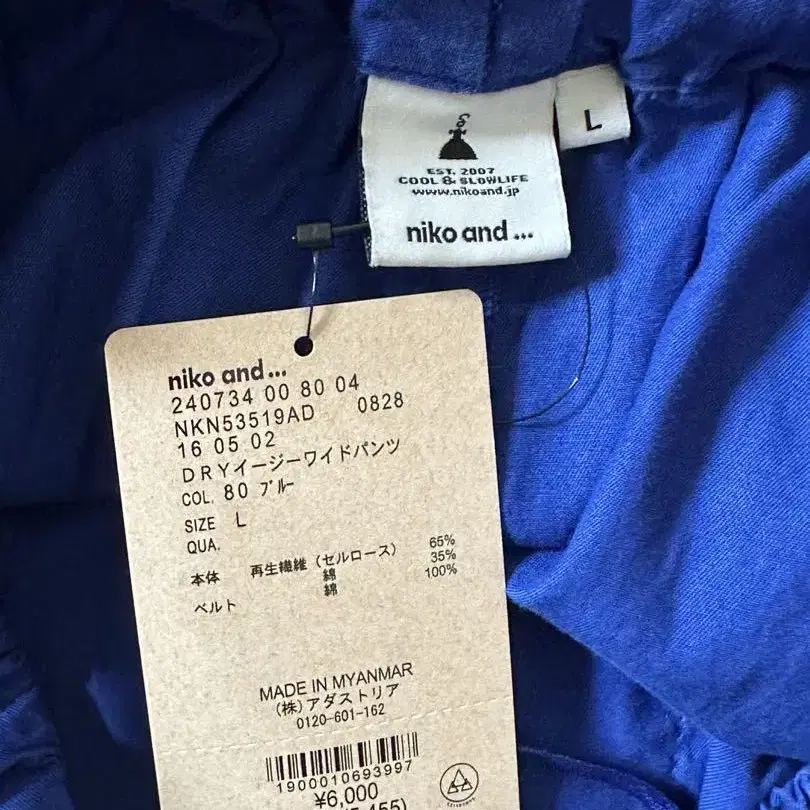 L
EST. 2007
COOL & SLOWLIFE
www.nikoand.jp
niko and ...
niko and ...
240734 00 80 04
NKN53519AD 0828
16 05 02
DRYイージーワイドパンツ
COL. 80 ブルー
SIZE L
QUA.
本体 再生繊維（セルロース） 65%
綿 35%
ベルト 綿 100%
MADE IN MYANMAR
(株)アダストリア
0120-601-162
1900010693997
¥6,000